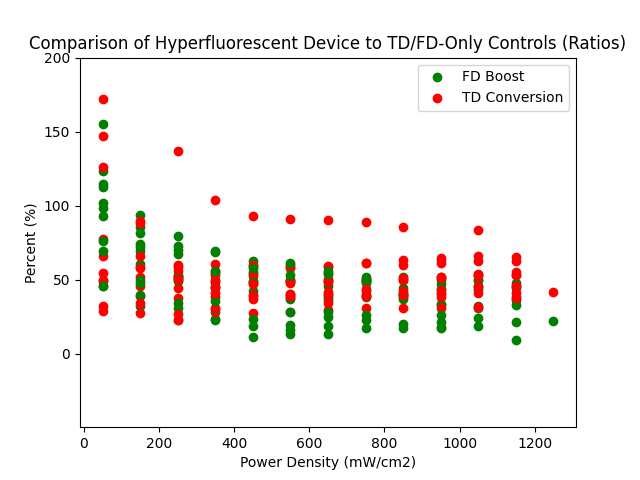 Comparison of Hyperfluorescent Device to TD/FD-Only Controls (Ratios)
200
150
100
50
0
Percent (%)
FD Boost
TD Conversion
0 200 400 600 800 1000 1200
Power Density (mW/cm2)